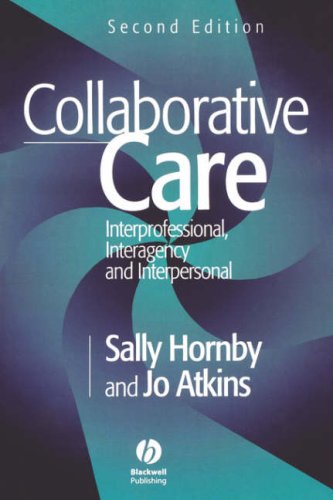 Second Edition
Collaborative
Care
Interprofessional,
Interagency
and Interpersonal
Sally Hornby
and Jo Atkins
Blackwell
Publishing